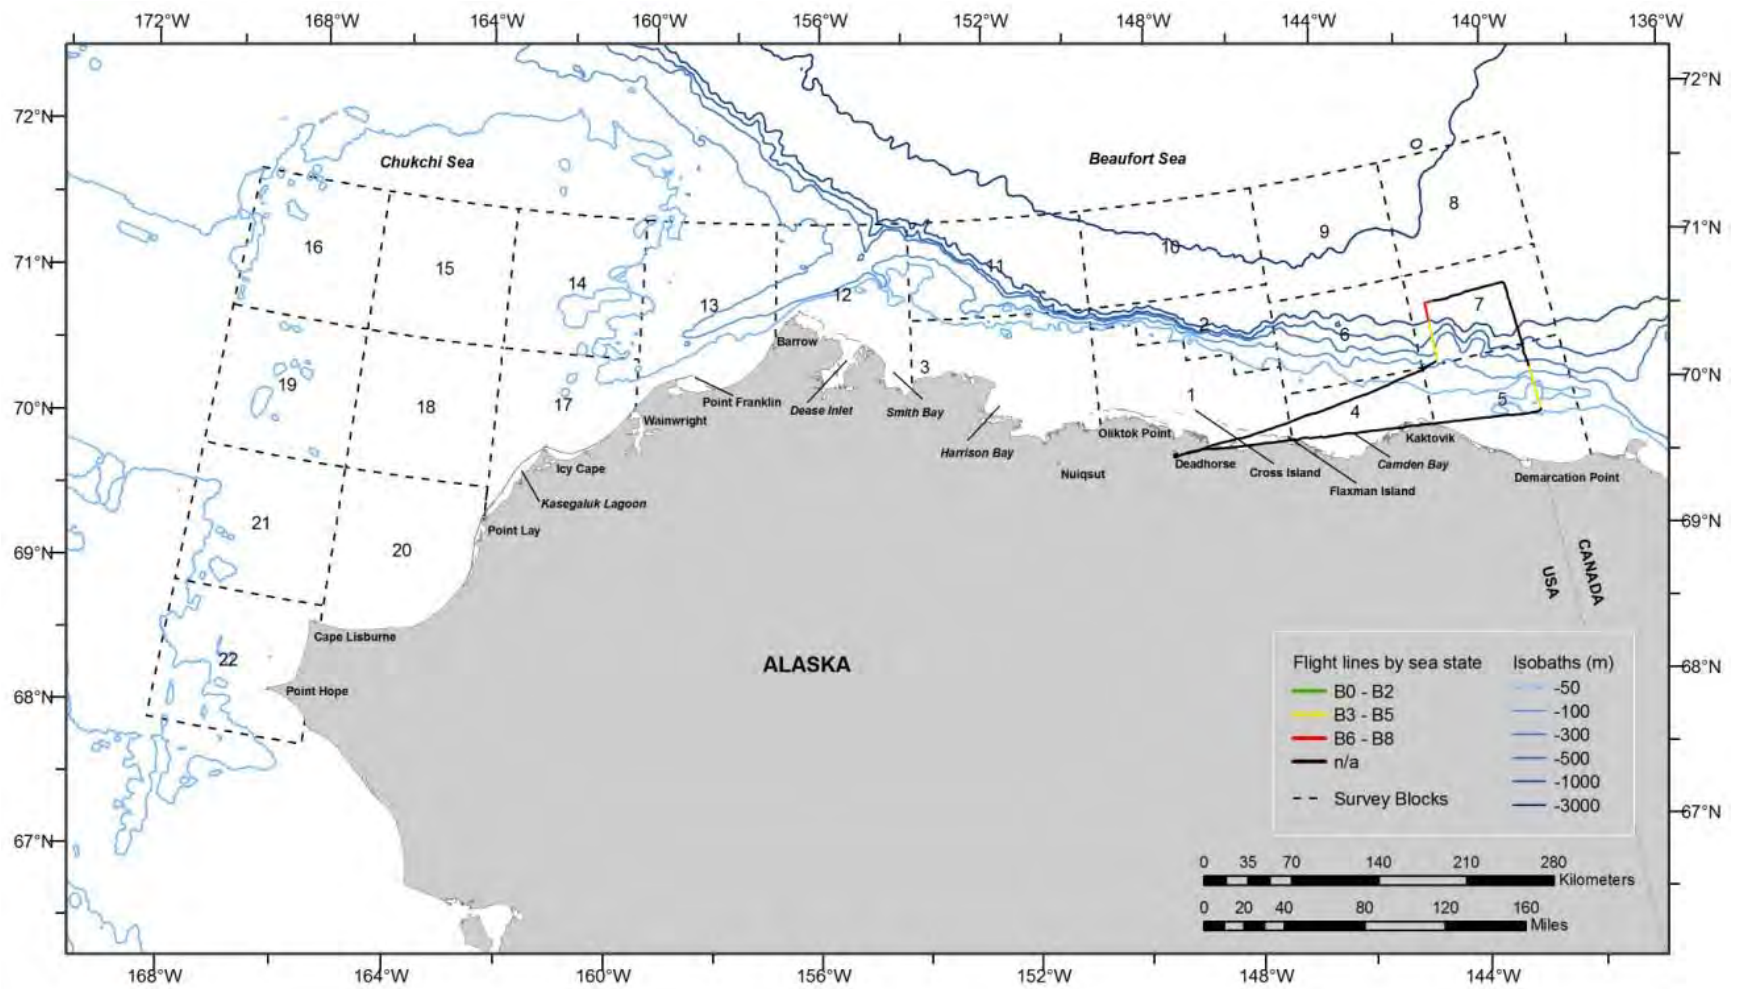 172°W 168°W 164°W 160°W 156°W 152°W 148°W 144°W 140°W 136°W
72°N 72°N
Chukchi Sea Beaufort Sea
8
9
71°N 16 15 14 13 12 11 10 71°N
7
2 6
Barrow
70°N 19 18 17 3 1 4 5 70°N
Point Franklin Dease Inlet Smith Bay
Wainwright
Oliktok Point Kaktovik
Harrison Bay
Icy Cape Nuiqsut Deadhorse Cross Island Camden Bay
Flaxman Island Demarcation Point
Kasegaluk Lagoon
69°N 21 20 Point Lay 69°N
USA CANADA
Cape Lisburne
22
68°N Point Hope ALASKA 68°N
Flight lines by sea state Isobaths (m)
B0 - B2 -50
B3 - B5 -100
B6 - B8 -300
n/a -500
Survey Blocks -1000
-3000
67°N 67°N
0 35 70 140 210 280
Kilometers
0 20 40 80 120 160
Miles
168°W 164°W 160°W 156°W 152°W 148°W 144°W